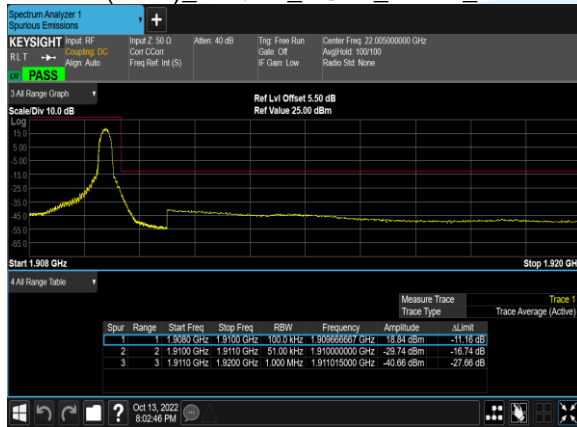 Spectrum Analyzer 1
Spurious Emissions
KEYSIGHT Input: RF Input Z: 50 Ω Atten: 40 dB Trig: Free Run Center Freq: 22.005000000 GHz
RLT Coupling: DC Corr CCorr Gate: Off Avg|Hold: 100/100
Align: Auto Freq Ref: Int (S) IF Gain: Low Radio Std: None
PASS
3 All Range Graph
Ref Lvl Offset 5.50 dB
Scale/Div 10.0 dB Ref Value 25.00 dBm
Log
15.0
5.00
-5.00
-15.0
-25.0
-35.0
-45.0
-55.0
-65.0
Start 1.908 GHz Stop 1.920 GH
4 All Range Table
Measure Trace Trace 1
Trace Type Trace Average (Active)
Spur Range Start Freq Stop Freq RBW Frequency Amplitude ΔLimit
1 1 1.9080 GHz 1.9100 GHz 100.0 kHz 1.909666667 GHz 18.84 dBm -11.16 dB
2 2 1.9100 GHz 1.9110 GHz 51.00 kHz 1.910000000 GHz -29.74 dBm -16.74 dB
3 3 1.9110 GHz 1.9200 GHz 1.000 MHz 1.911015000 GHz -40.66 dBm -27.66 dB
? Oct 13, 2022
8:02:46 PM